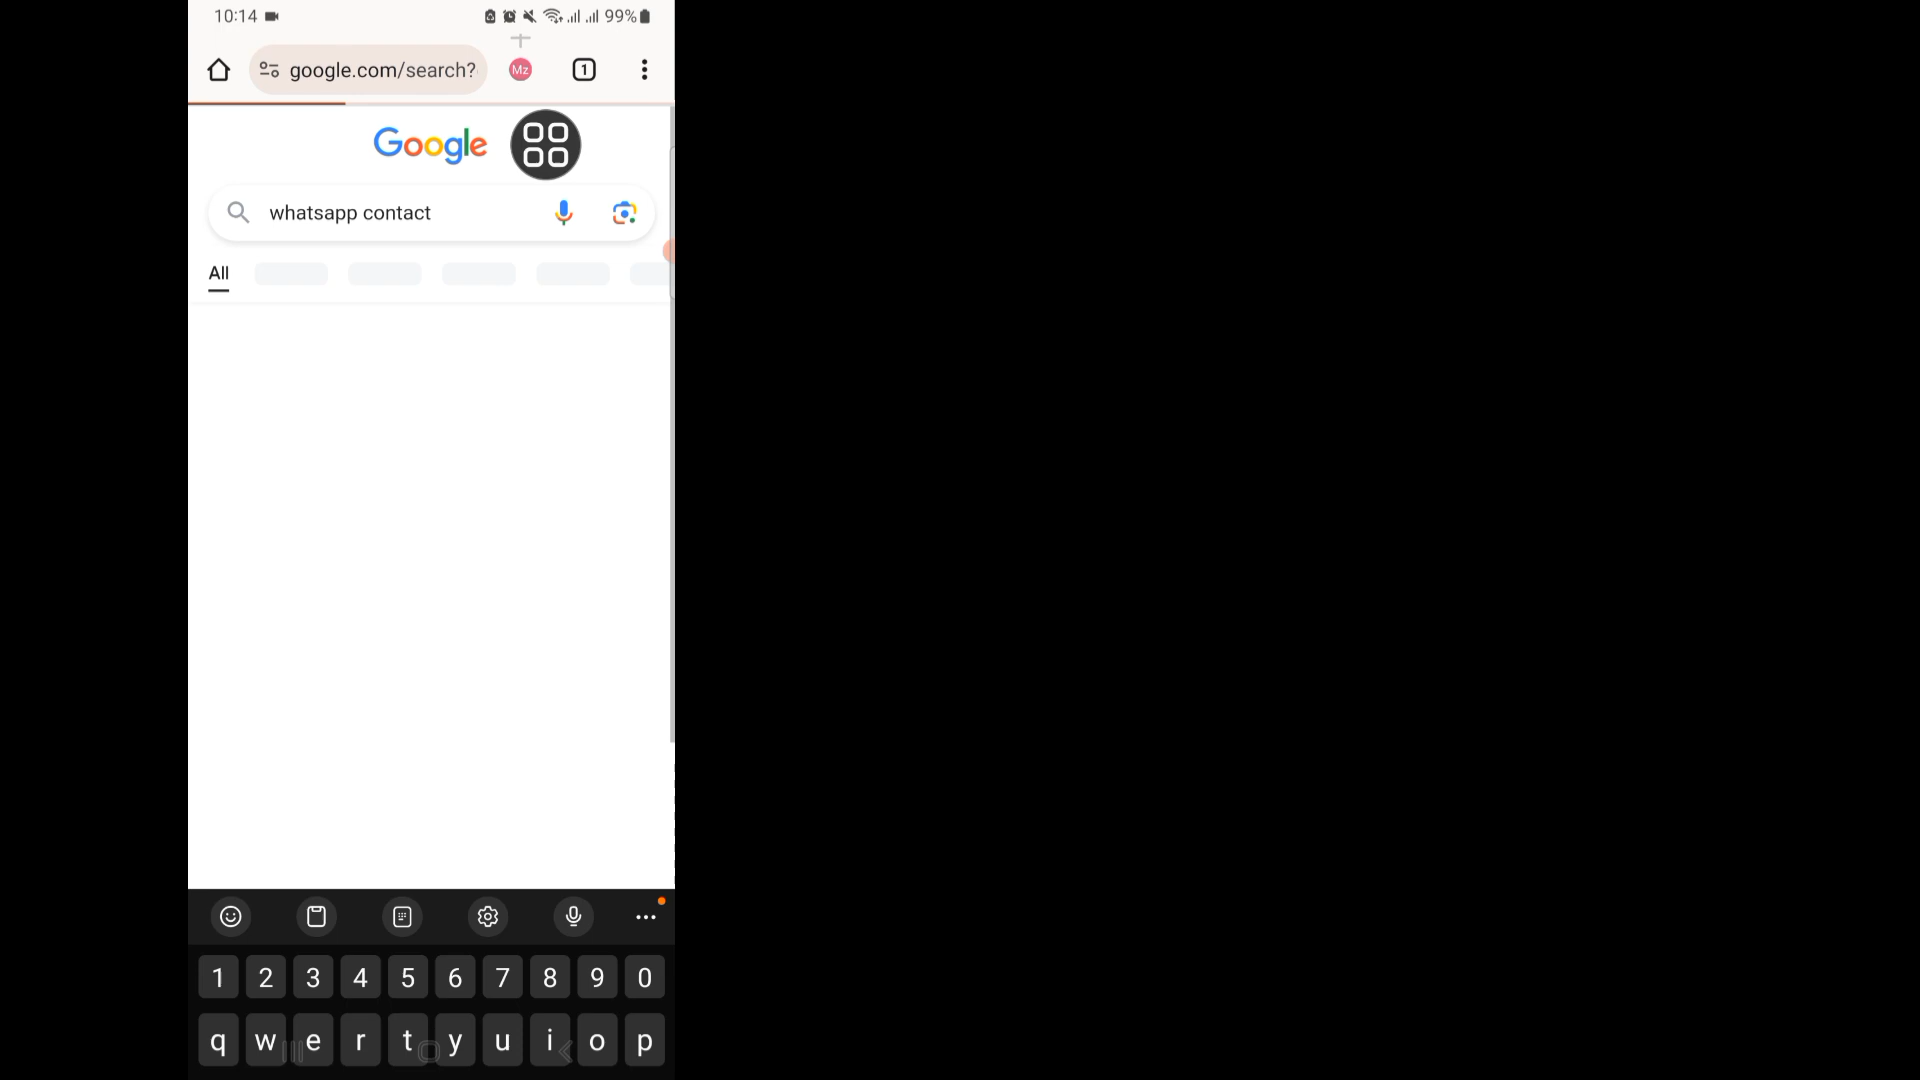 10:14 99%
google.com/search? Mz 1
Google
whatsapp contact
All
1 2 3 4 5 6 7 8 9 0
q w e r t y u i o p